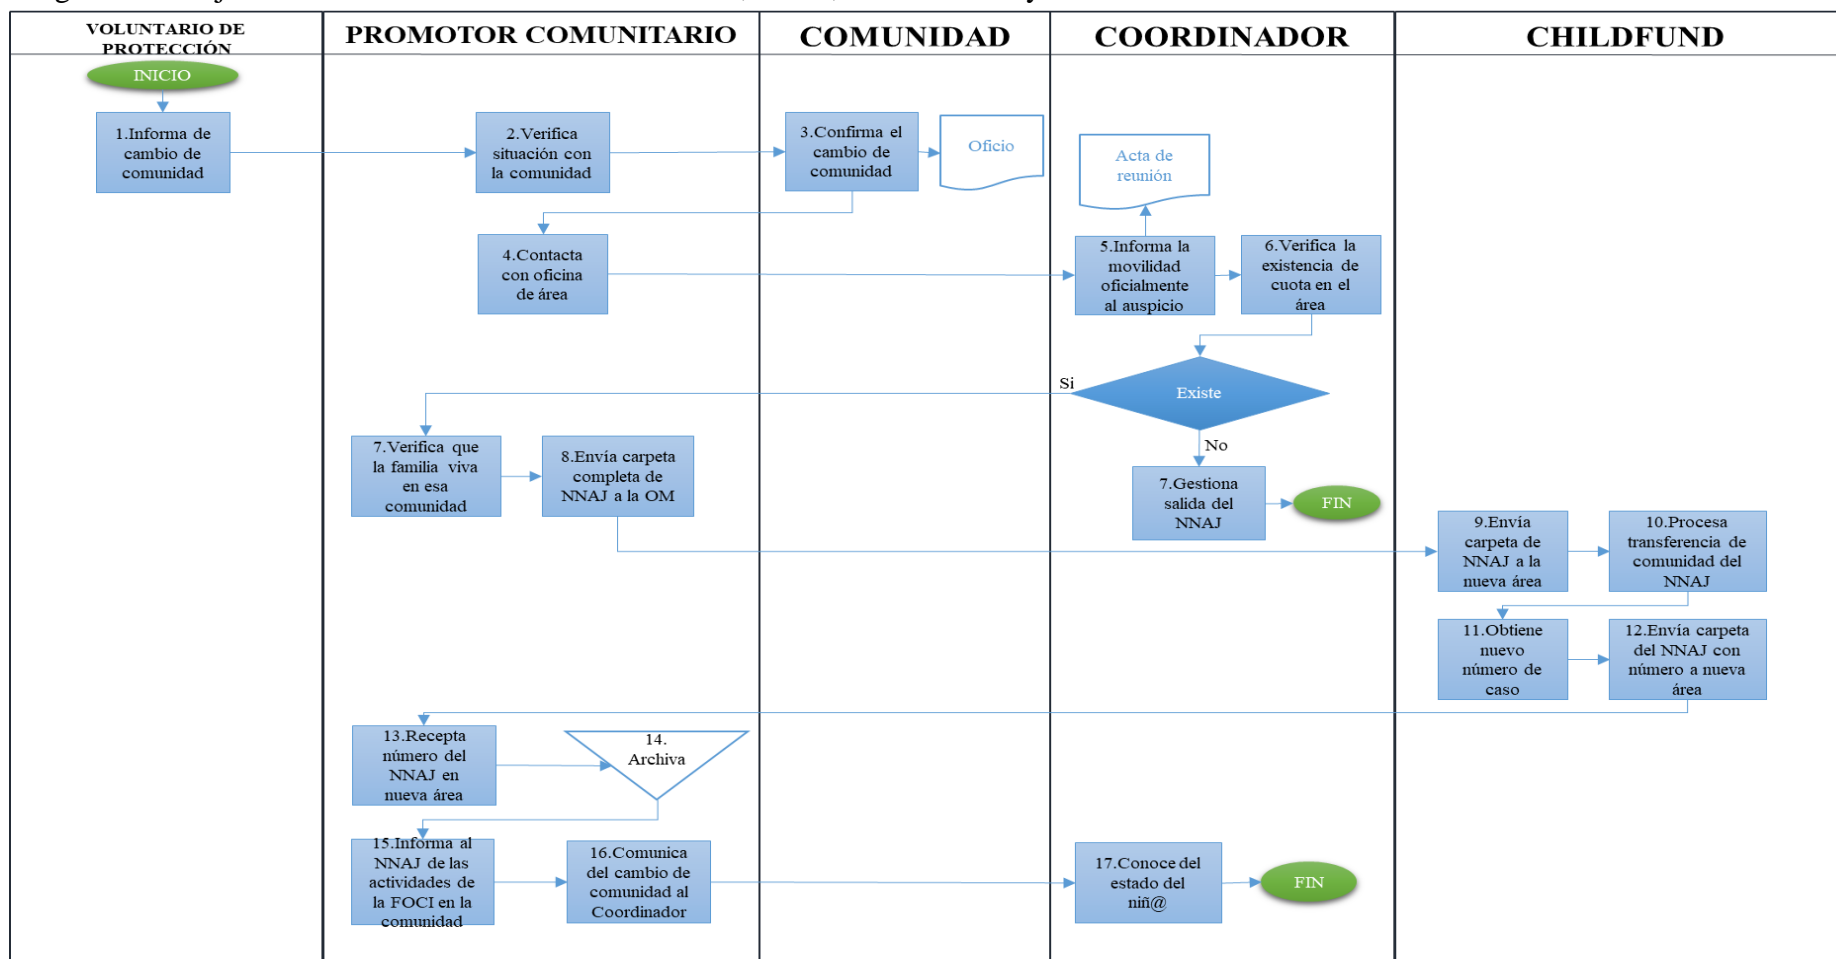 VOLUNTARIO DE
PROTECCIÓN
PROMOTOR COMUNITARIO
COMUNIDAD
COORDINADOR
CHILDFUND
INICIO
1.Informa de
cambio de
comunidad
2.Verifica
situación con
la comunidad
3.Confirma el
cambio de
comunidad
Oficio
Acta de
reunión
4.Contacta
con oficina
de área
5.Informa la
movilidad
oficialmente
al auspicio
6.Verifica la
existencia de
cuota en el
área
Existe
Si
No
7.Verifica que
la familia viva
en esa
comunidad
8.Envía carpeta
completa de
NNAJ a la OM
7.Gestiona
salida del
NNAJ
FIN
9.Envía
carpeta de
NNAJ a la
nueva área
10.Procesa
transferencia de
comunidad del
NNAJ
11.Obtiene
nuevo
número de
caso
12.Envía carpeta
del NNAJ con
número a nueva
área
13.Recepta
número del
NNAJ en
nueva área
14.
Archiva
15.Informa al
NNAJ de las
actividades de
la FOCI en la
comunidad
16.Comunica
del cambio de
comunidad al
Coordinador
17.Conoce del
estado del
niñ@
FIN